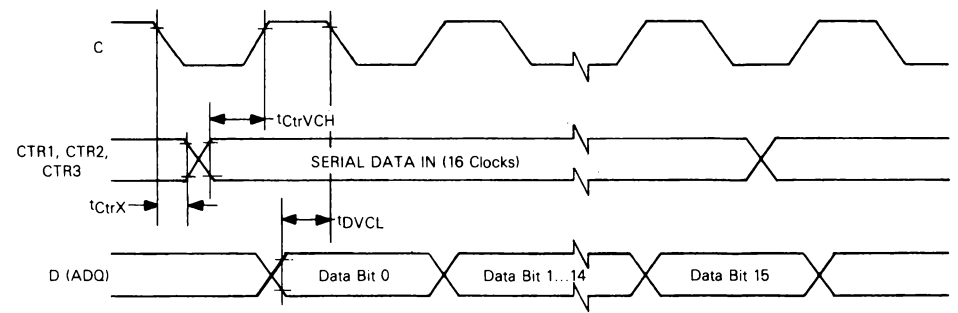 C
tCtrVCH
CTR1, CTR2,
CTR3
SERIAL DATA IN (16 Clocks)
tCtrX
tDVCL
D (ADQ)
Data Bit 0
Data Bit 1...14
Data Bit 15